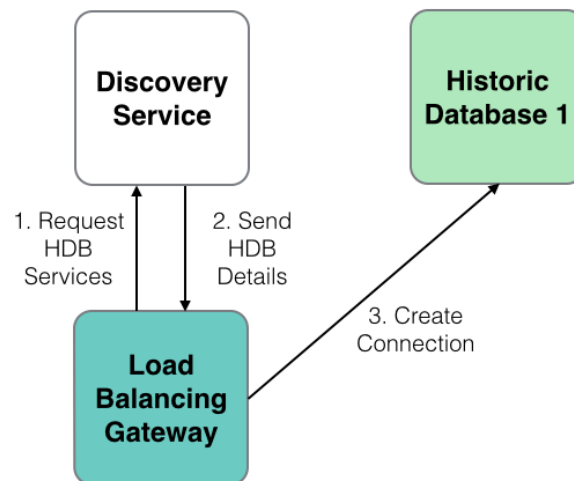 Discovery
Service
Historic
Database 1
1. Request
HDB
Services
2. Send
HDB
Details
3. Create
Connection
Load
Balancing
Gateway